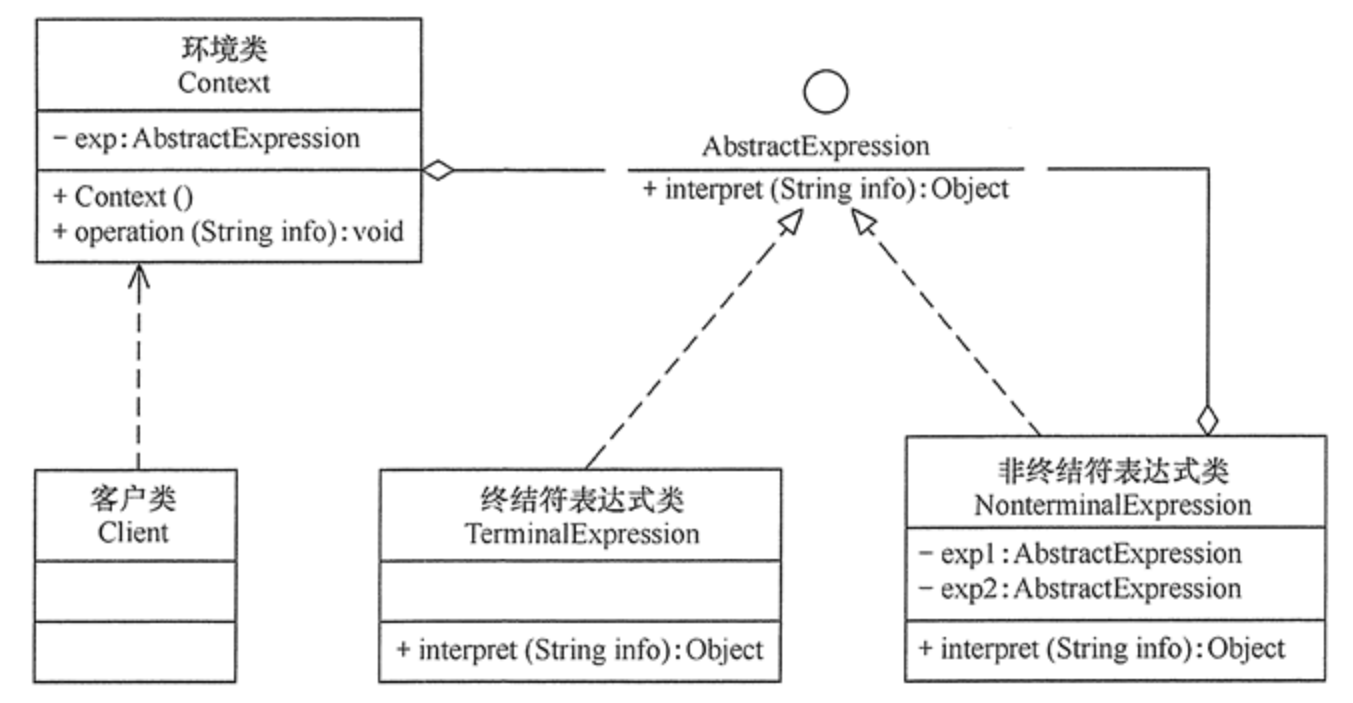 环境类
Context
− exp:AbstractExpression
+ Context ()
+ operation (String info):void
AbstractExpression
+ interpret (String info):Object
客户类
Client
终结符表达式类
TerminalExpression
+ interpret (String info):Object
非终结符表达式类
NonterminalExpression
− exp1:AbstractExpression
− exp2:AbstractExpression
+ interpret (String info):Object